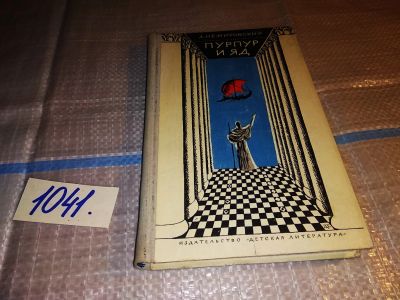 А.НЕМИРОВСКИЙ
ПУРПУР
И ЯД
1041.
ИЗДАТЕЛЬСТВО "ДЕТСКАЯ ЛИТЕРАТУРА"